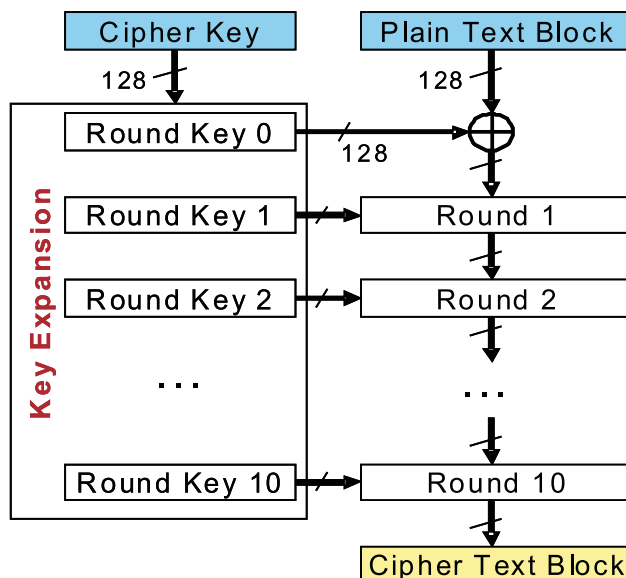 Cipher Key
Plain Text Block
128
128
Round Key 0
128
Round Key 1
Round 1
Round Key 2
Round 2
Key Expansion
...
...
Round Key 10
Round 10
Cipher Text Block